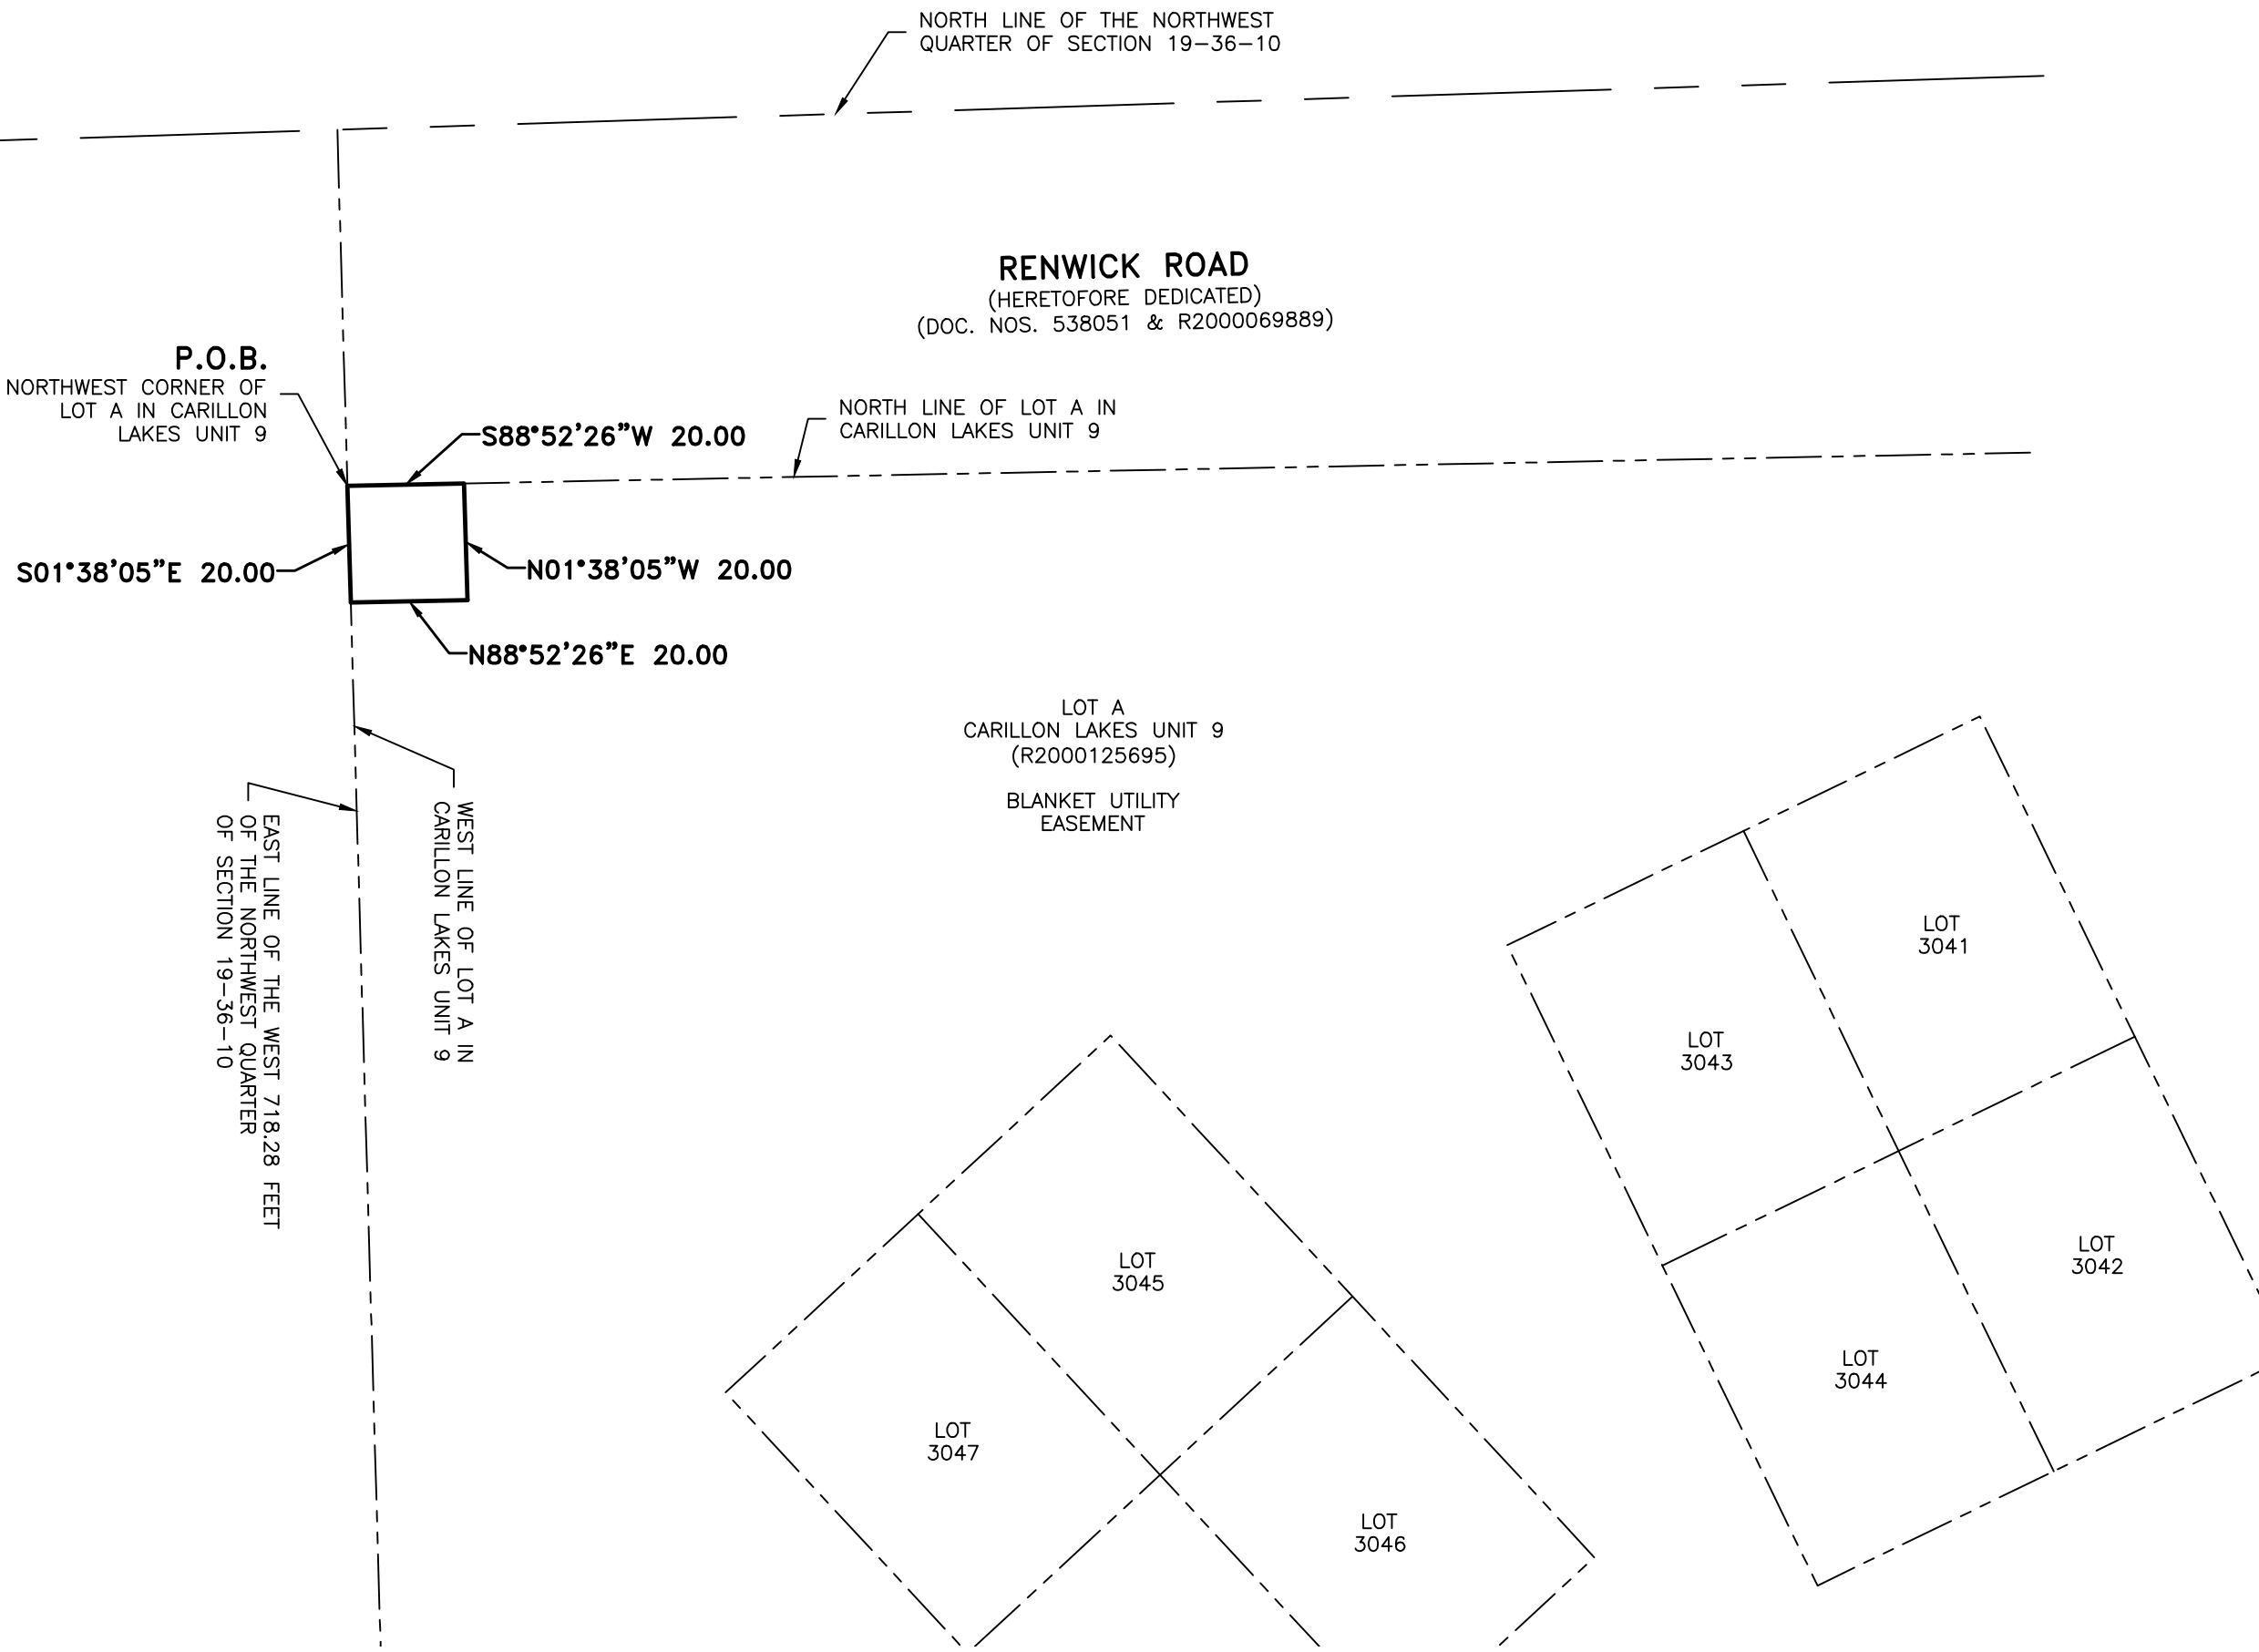 NORTH LINE OF THE NORTHWEST
QUARTER OF SECTION 19-36-10
RENWICK ROAD
(HERETOFORE DEDICATED)
(DOC. NOS. 538051 & R2000069889)
P.O.B.
NORTHWEST CORNER OF
LOT A IN CARILLON
LAKES UNIT 9
S88°52'26"W 20.00
NORTH LINE OF LOT A IN
CARILLON LAKES UNIT 9
S01°38'05"E 20.00
N01°38'05"W 20.00
N88°52'26"E 20.00
LOT A
CARILLON LAKES UNIT 9
(R2000125695)
BLANKET UTILITY
EASEMENT
WEST LINE OF LOT A IN
CARILLON LAKES UNIT 9
EAST LINE OF THE WEST 718.28 FEET
OF THE NORTHWEST QUARTER
OF SECTION 19-36-10
LOT
3041
LOT
3043
LOT
3042
LOT
3045
LOT
3044
LOT
3047
LOT
3046